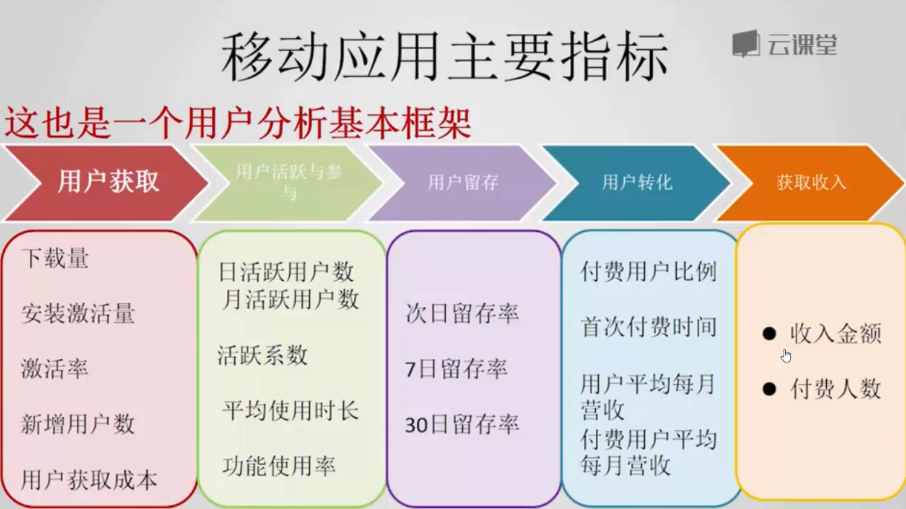 移动应用主要指标
云课堂
这也是一个用户分析基本框架
用户获取
用户活跃与参
与
用户留存
用户转化
获取收入
下载量
安装激活量
激活率
新增用户数
用户获取成本
日活跃用户数
月活跃用户数
活跃系数
平均使用时长
功能使用率
次日留存率
7日留存率
30日留存率
付费用户比例
首次付费时间
用户平均每月
营收
付费用户平均
每月营收
● 收入金额
● 付费人数